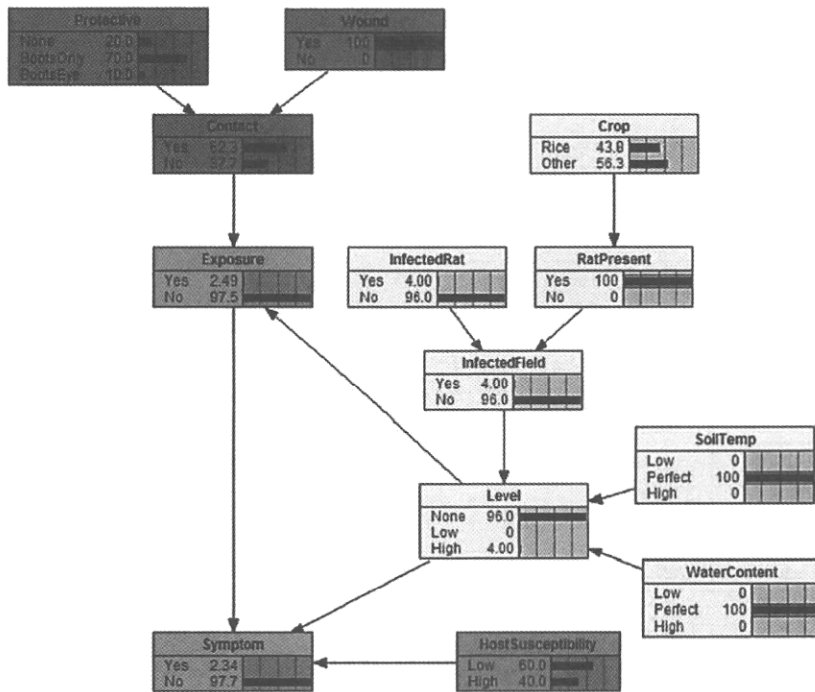 Protective
None 20.0
BootsOnly 70.0
BootsEye 10.0
Wound
Yes 100
No 0
Contact
Yes 62.3
No 37.7
Crop
Rice 43.8
Other 56.3
Exposure
Yes 2.49
No 97.5
InfectedRat
Yes 4.00
No 96.0
RatPresent
Yes 100
No 0
InfectedField
Yes 4.00
No 96.0
SoilTemp
Low 0
Perfect 100
High 0
Level
None 96.0
Low 0
High 4.00
WaterContent
Low 0
Perfect 100
High 0
Symptom
Yes 2.34
No 97.7
HostSusceptibility
Low 60.0
High 40.0